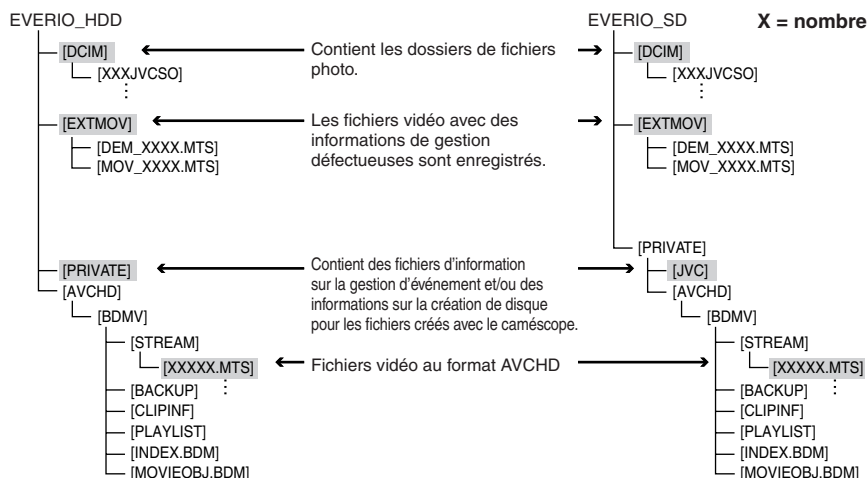 EVERIO_HDD
[DCIM]
[XXXJVCSO]
[EXTMOV]
[DEM_XXXX.MTS]
[MOV_XXXX.MTS]
[PRIVATE]
[AVCHD]
[BDMV]
[STREAM]
[XXXXX.MTS]
[BACKUP]
[CLIPINF]
[PLAYLIST]
[INDEX.BDM]
[MOVIEOBJ.BDM]
Contient les dossiers de fichiers
photo.
Les fichiers vidéo avec des
informations de gestion
défectueuses sont enregistrés.
Contient des fichiers d'information
sur la gestion d'événement et/ou des
informations sur la création de disque
pour les fichiers créés avec le caméscope.
Fichiers vidéo au format AVCHD
EVERIO_SD
X = nombre
[DCIM]
[XXXJVCSO]
[EXTMOV]
[DEM_XXXX.MTS]
[MOV_XXXX.MTS]
[PRIVATE]
[JVC]
[AVCHD]
[BDMV]
[STREAM]
[XXXXX.MTS]
[BACKUP]
[CLIPINF]
[PLAYLIST]
[INDEX.BDM]
[MOVIEOBJ.BDM]